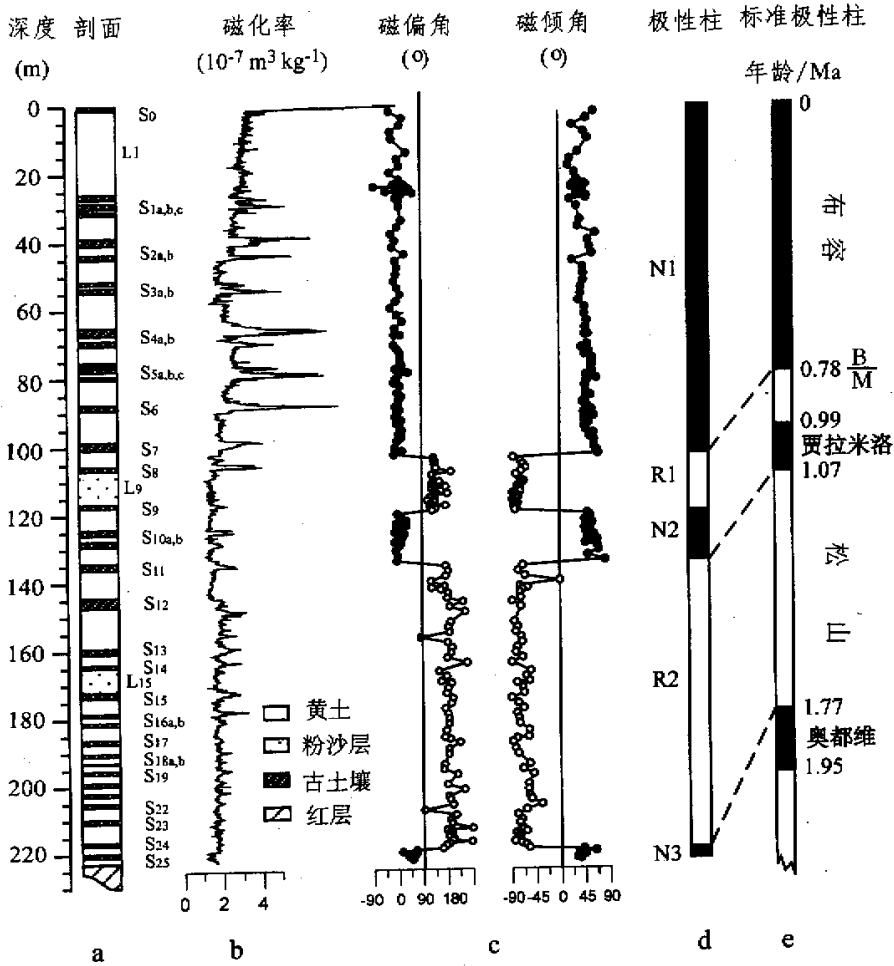 深度 剖面 磁化率 磁偏角 磁倾角 极性柱 标准极性柱
(m) (10⁻⁷ m³ kg⁻¹) (O) (O) 年龄/Ma
0
20
40
60
80
100
120
140
160
180
200
220
S0
L1
S1a,b,c
S2a,b
S3a,b
S4a,b
S5a,b,c
S6
S7
S8
L9
S9
S10a,b
S11
S12
S13
S14
L15
S15
S16a,b
S17
S18a,b
S19
S22
S23
S24
S25
黄土
粉沙层
古土壤
红层
0 2 4
-90 0 90 180
-90 -45 0 45 90
N1
R1
N2
R2
N3
0
布容
0.78 B/M
0.99
贾拉米洛
1.07
松山
1.77
奥都维
1.95
a b c d e